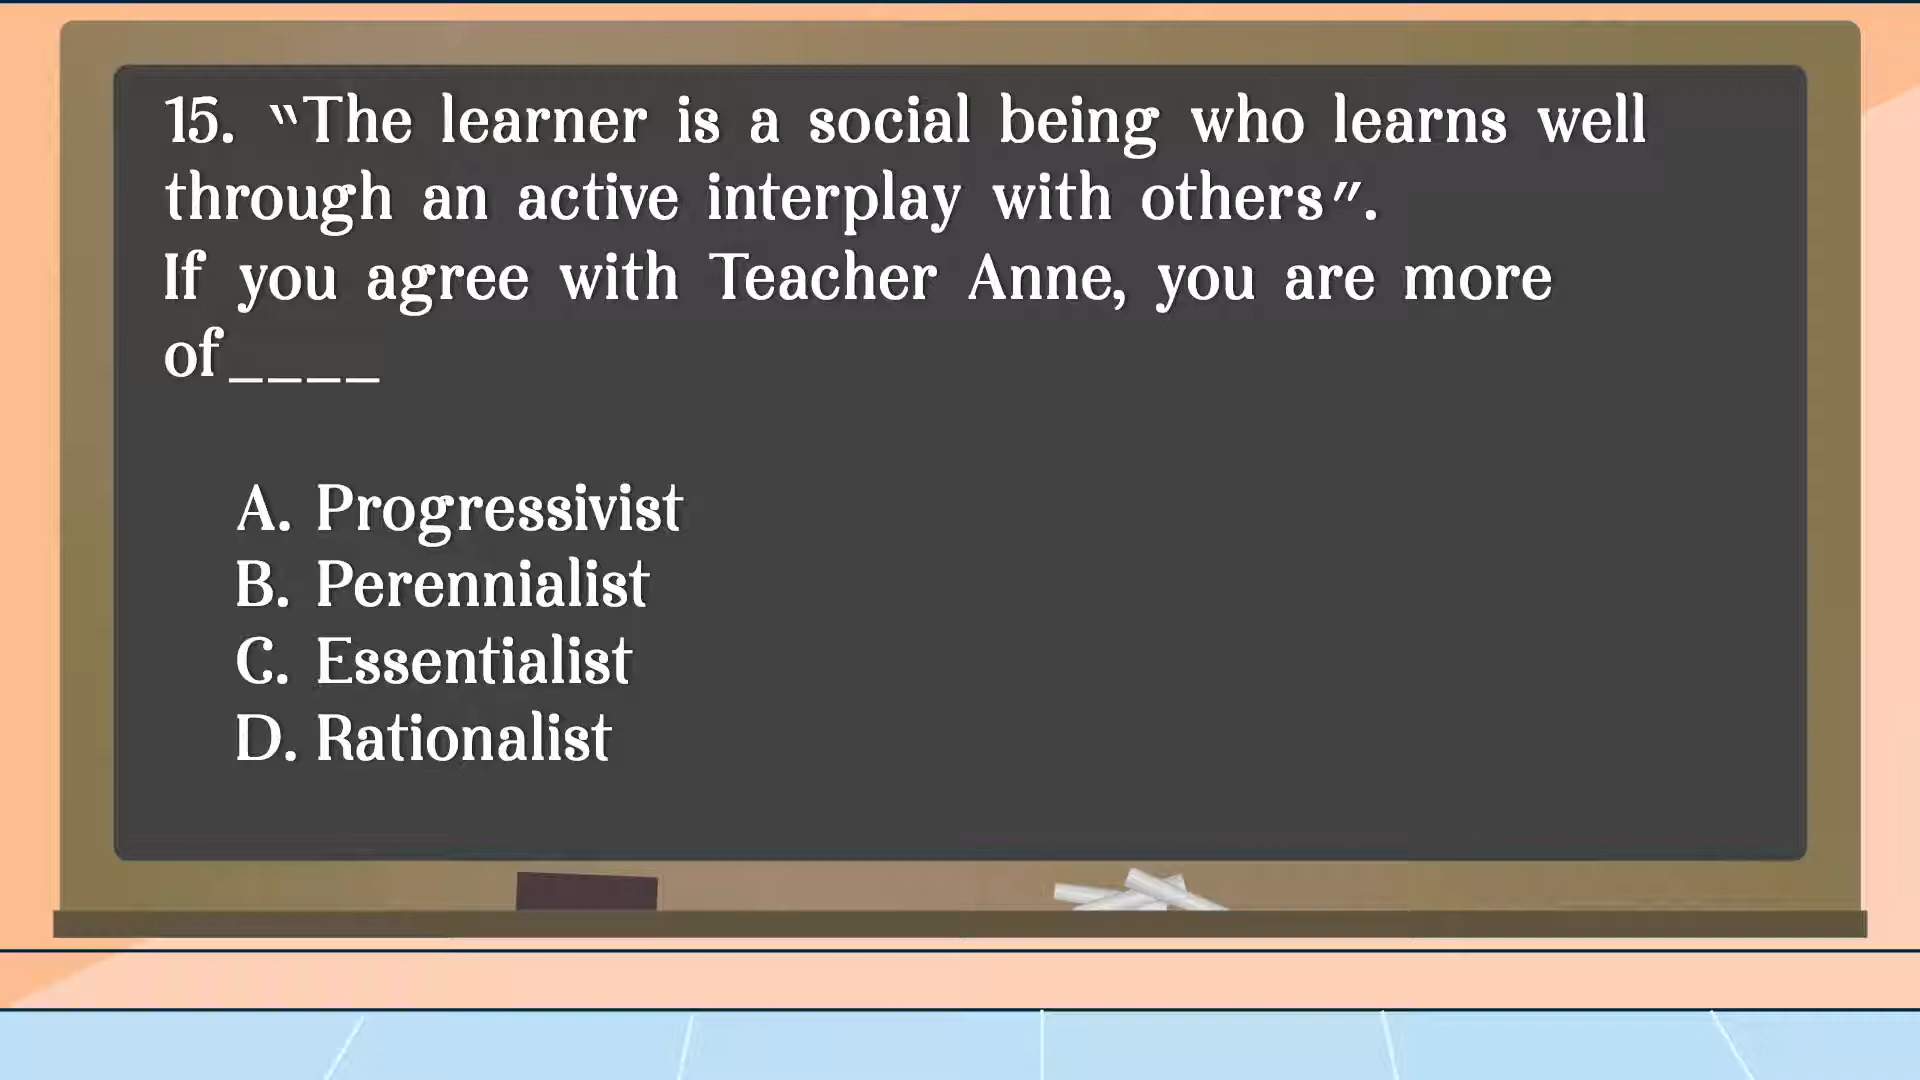 15. “The learner is a social being who learns well
through an active interplay with others”.
If you agree with Teacher Anne, you are more
of____
A. Progressivist
B. Perennialist
C. Essentialist
D. Rationalist